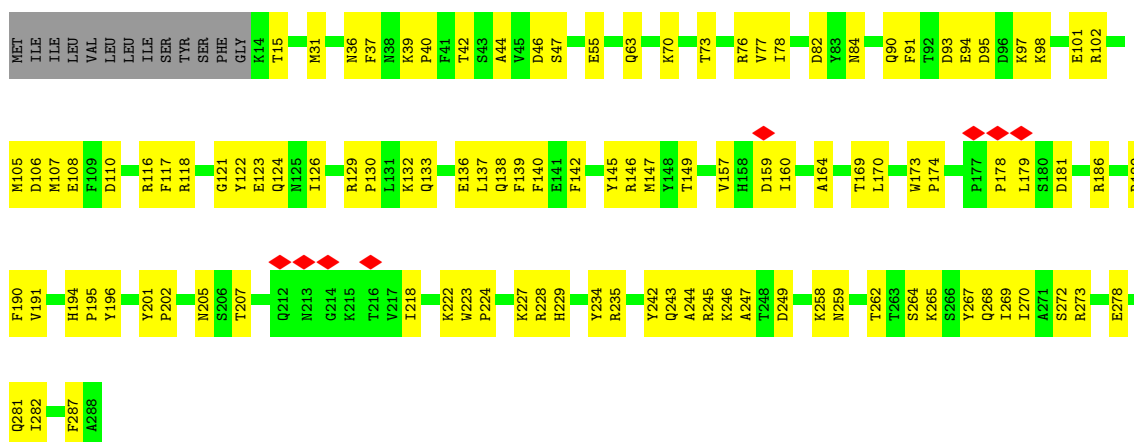 MET ILE ILE LEU VAL LEU LEU ILE SER TYR SER PHE GLY K14 T15 M31 N36 F37 N38 K39 P40 F41 T42 S43 A44 V45 D46 S47 E55 Q63 K70 T73 R76 V77 I78 D82 Y83 N84 Q90 F91 T92 D93 E94 D95 D96 K97 K98 E101 R102
M105 D106 M107 E108 F109 D110 R116 F117 R118 G121 Y122 E123 Q124 N125 I126 R129 P130 L131 K132 Q133 E136 L137 Q138 F139 F140 E141 F142 Y145 R146 M147 Y148 T149 V157 H158 D159 I160 A164 T169 L170 W173 P174 P177 P178 L179 S180 D181 R186
F190 V191 H194 P195 Y196 Y201 P202 N205 S206 T207 Q212 N213 G214 K215 T216 V217 I218 K222 W223 P224 K227 R228 H229 Y234 R235 Y242 Q243 A244 R245 K246 A247 T248 D249 K258 N259 T262 T263 S264 K265 S266 Y267 Q268 I269 I270 A271 S272 R273 E278
Q281 I282 F287 A288